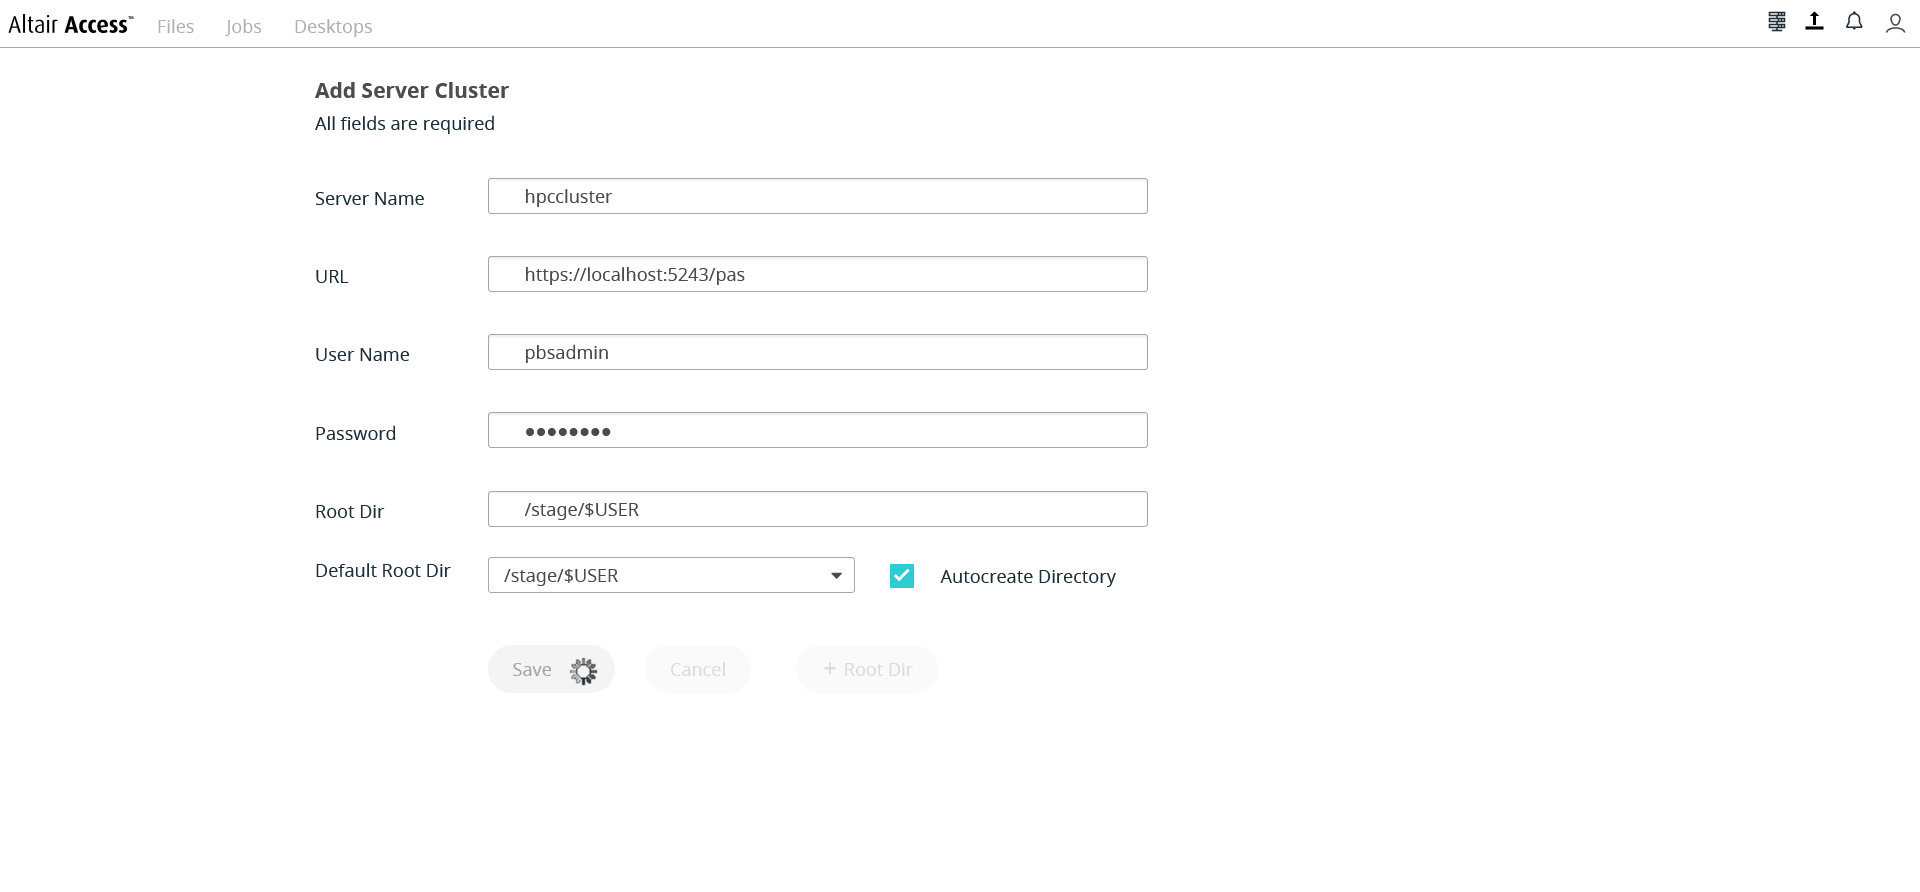 Altair Access™ Files Jobs Desktops
Add Server Cluster
All fields are required
Server Name hpccluster
URL https://localhost:5243/pas
User Name pbsadmin
Password ●●●●●●●●
Root Dir /stage/$USER
Default Root Dir /stage/$USER Autocreate Directory
Save Cancel + Root Dir